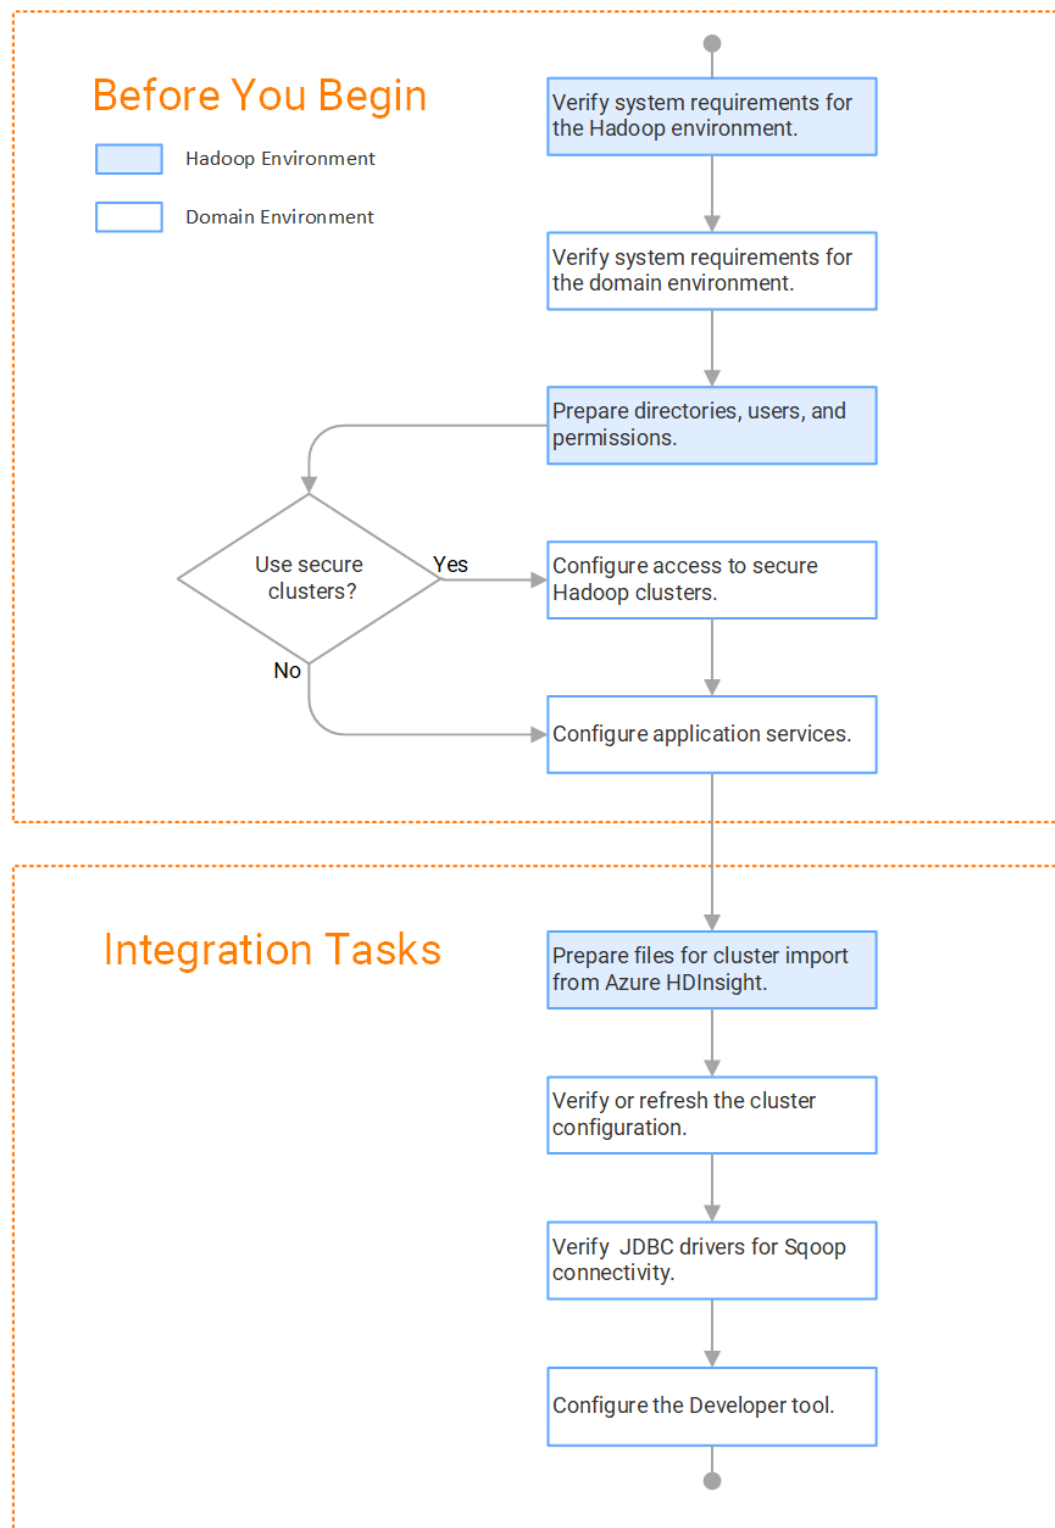 Before You Begin
Hadoop Environment
Domain Environment
Verify system requirements for
the Hadoop environment.
Verify system requirements for
the domain environment.
Prepare directories, users, and
permissions.
Use secure
clusters?
Yes
No
Configure access to secure
Hadoop clusters.
Configure application services.
Integration Tasks
Prepare files for cluster import
from Azure HDInsight.
Verify or refresh the cluster
configuration.
Verify  JDBC drivers for Sqoop
connectivity.
Configure the Developer tool.